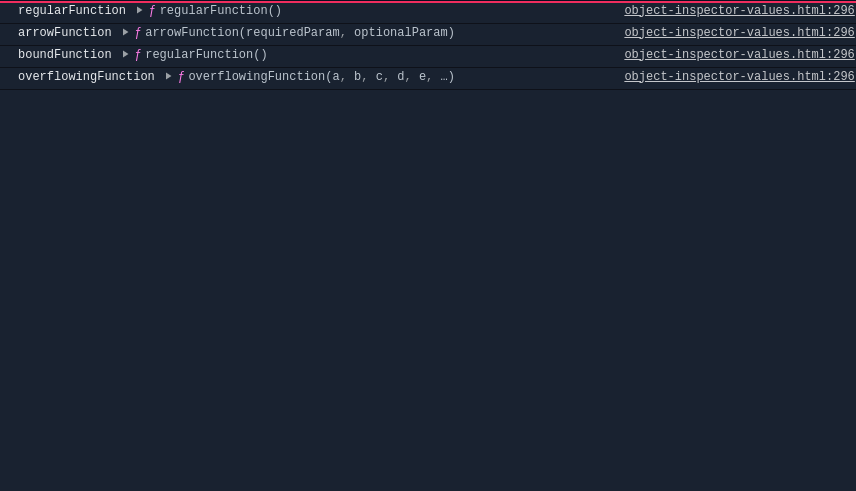 regularFunction ▶ ƒ regularFunction() object-inspector-values.html:296
arrowFunction ▶ ƒ arrowFunction(requiredParam, optionalParam) object-inspector-values.html:296
boundFunction ▶ ƒ regularFunction() object-inspector-values.html:296
overflowingFunction ▶ ƒ overflowingFunction(a, b, c, d, e, …) object-inspector-values.html:296